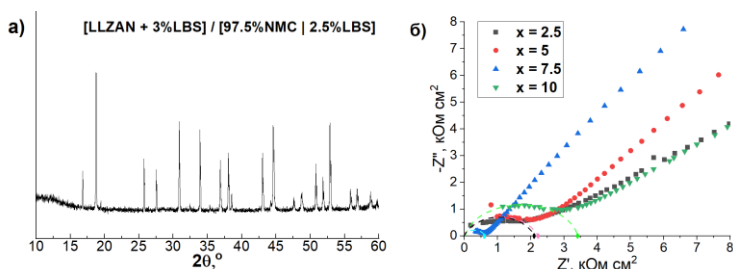 а)
[LLZAN + 3%LBS] / [97.5%NMC | 2.5%LBS]
10 15 20 25 30 35 40 45 50 55 60
2θ,°
б)
x = 2.5
x = 5
x = 7.5
x = 10
-Z'', кОм см²
8
7
6
5
4
3
2
1
0
0 1 2 3 4 5 6 7 8
Z', кОм см²